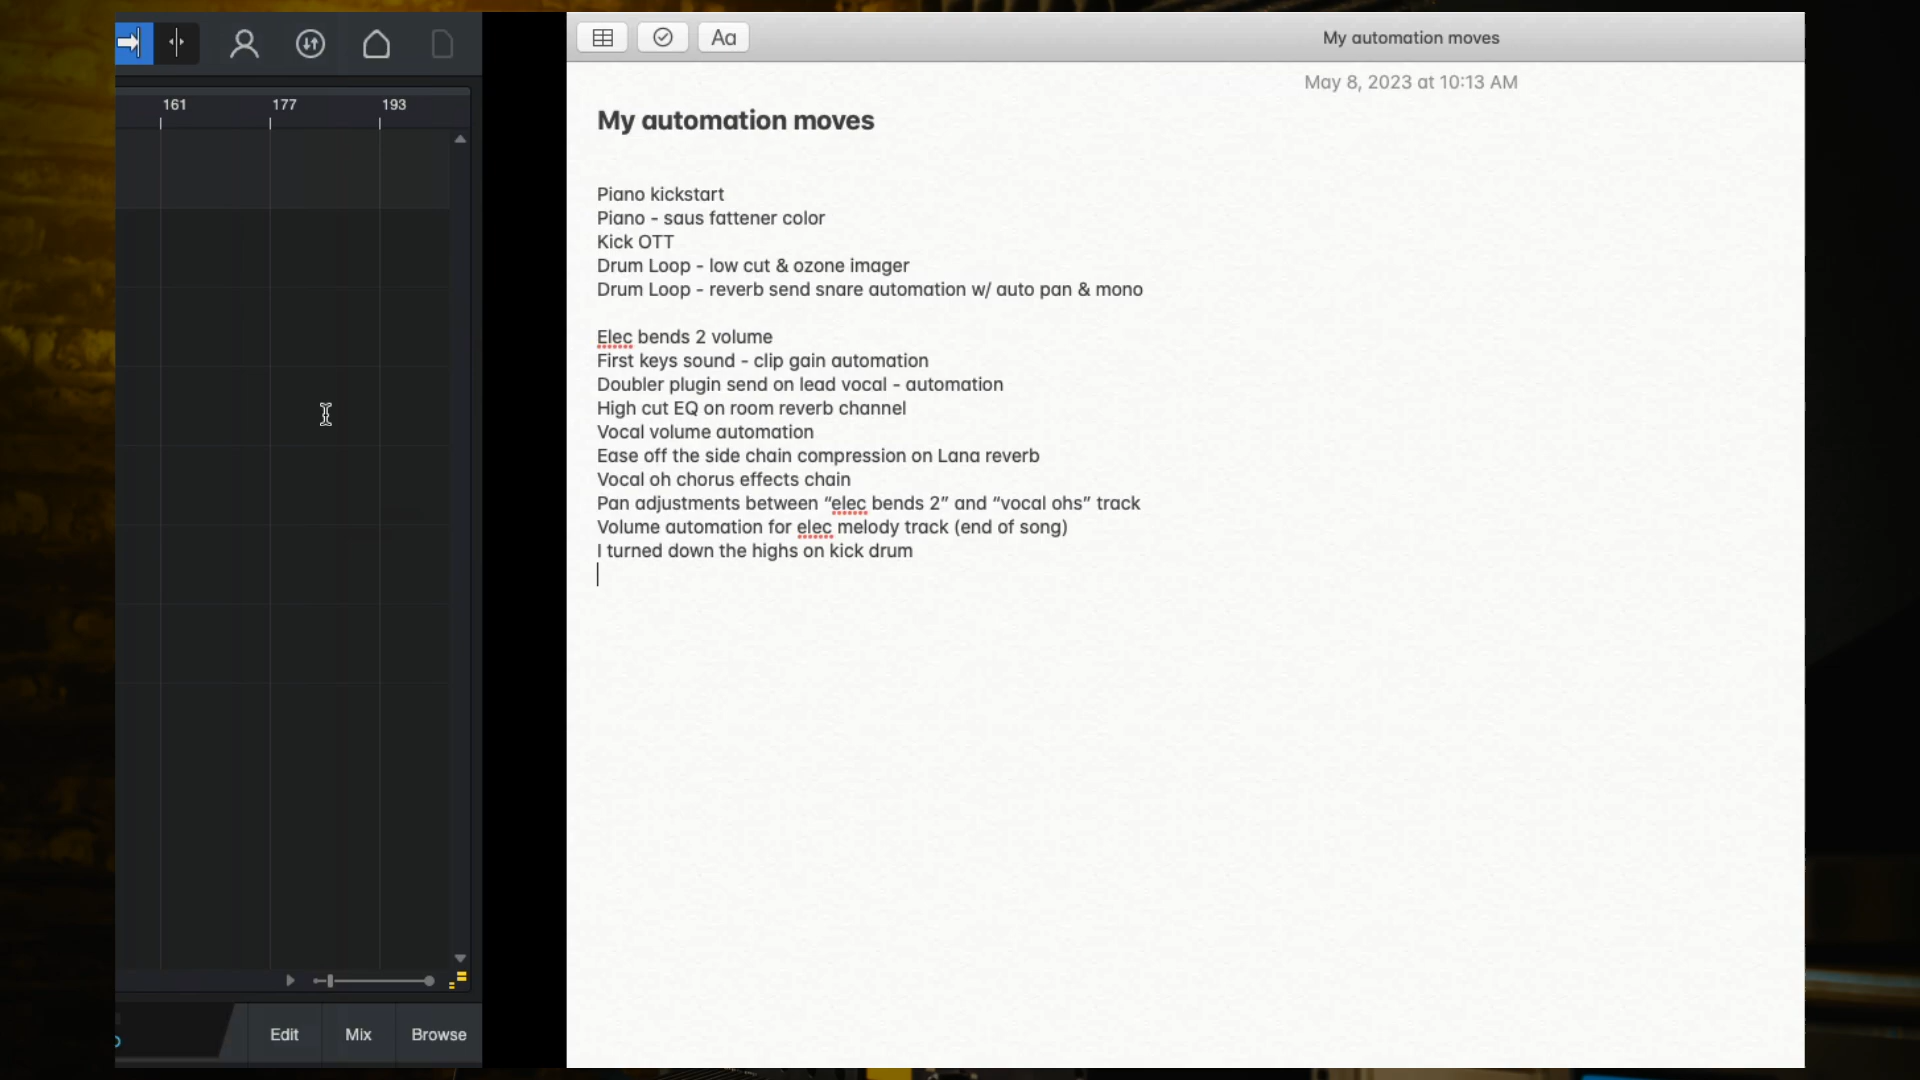 161 177 193
Edit Mix Browse
Aa
My automation moves
May 8, 2023 at 10:13 AM
My automation moves
Piano kickstart
Piano - saus fattener color
Kick OTT
Drum Loop - low cut & ozone imager
Drum Loop - reverb send snare automation w/ auto pan & mono
Elec bends 2 volume
First keys sound - clip gain automation
Doubler plugin send on lead vocal - automation
High cut EQ on room reverb channel
Vocal volume automation
Ease off the side chain compression on Lana reverb
Vocal oh chorus effects chain
Pan adjustments between “elec bends 2” and “vocal ohs” track
Volume automation for elec melody track (end of song)
I turned down the highs on kick drum